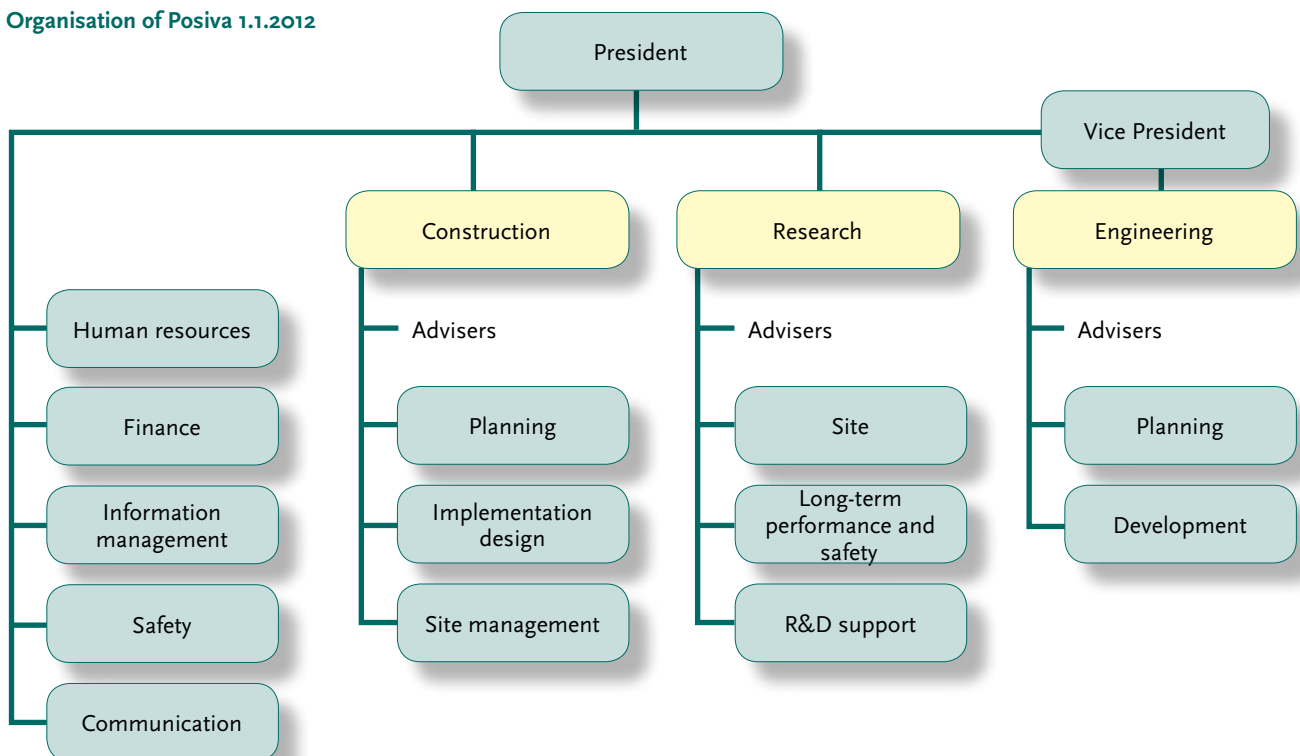 Organisation of Posiva 1.1.2012
President
Vice President
Construction
Research
Engineering
Human resources
Finance
Information
management
Safety
Communication
Advisers
Planning
Implementation
design
Site management
Advisers
Site
Long-term
performance and
safety
R&D support
Advisers
Planning
Development